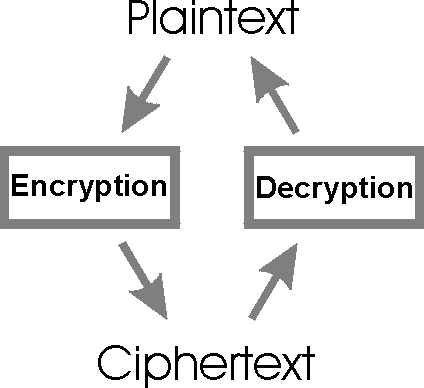 Plaintext
Encryption
Decryption
Ciphertext